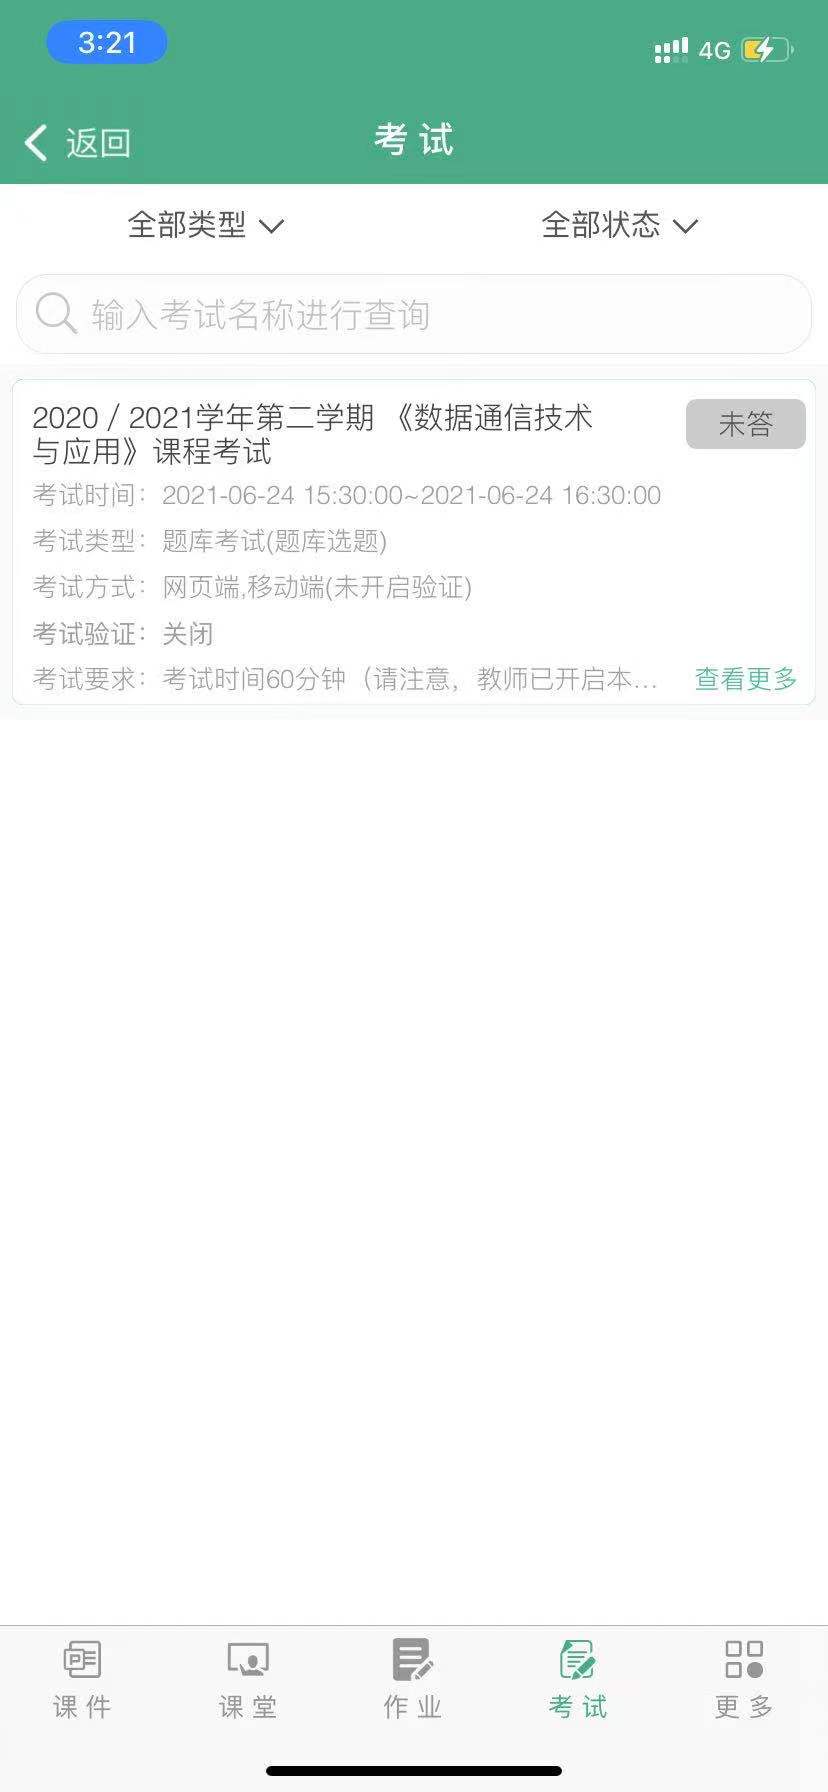 3:21
4G
返回
考试
全部类型
全部状态
输入考试名称进行查询
2020 / 2021学年第二学期 《数据通信技术
与应用》课程考试
未答
考试时间：2021-06-24 15:30:00~2021-06-24 16:30:00
考试类型：题库考试(题库选题)
考试方式：网页端,移动端(未开启验证)
考试验证：关闭
考试要求：考试时间60分钟（请注意，教师已开启本...
查看更多
课件
课堂
作业
考试
更多